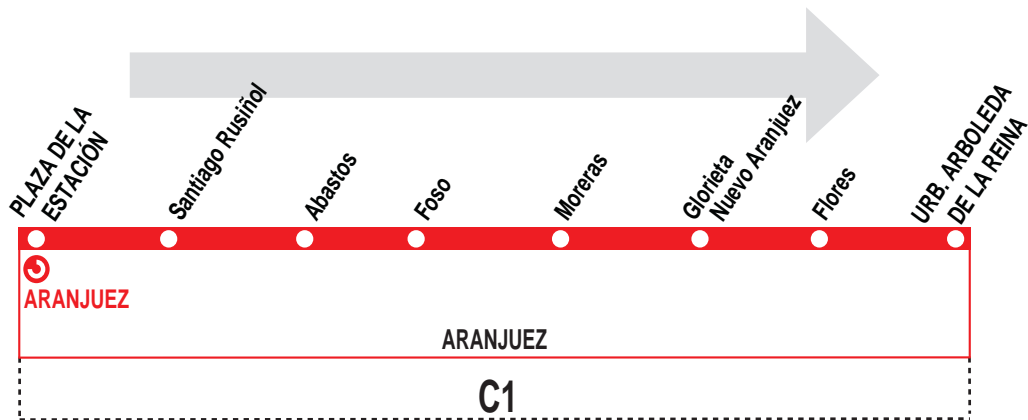 PLAZA DE LA
ESTACIÓN
Santiago Rusiñol
Abastos
Foso
Moreras
Glorieta
Nuevo Aranjuez
Flores
URB. ARBOLEDA
DE LA REINA
ARANJUEZ
ARANJUEZ
C1